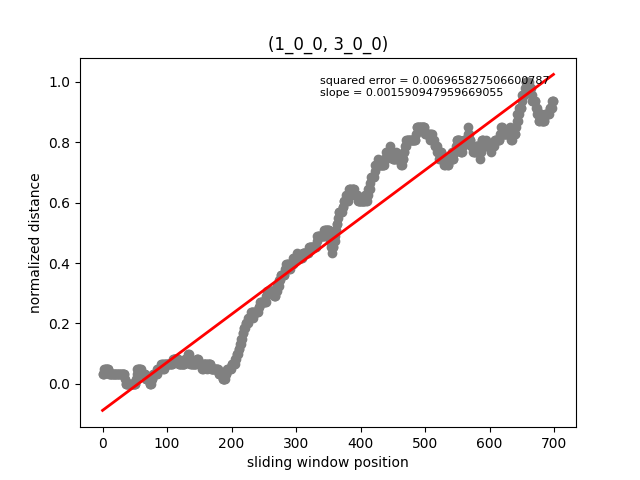 (1_0_0, 3_0_0)
squared error = 0.006965827506600787
slope = 0.001590947959669055
1.0
0.8
0.6
0.4
0.2
0.0
normalized distance
0 100 200 300 400 500 600 700
sliding window position